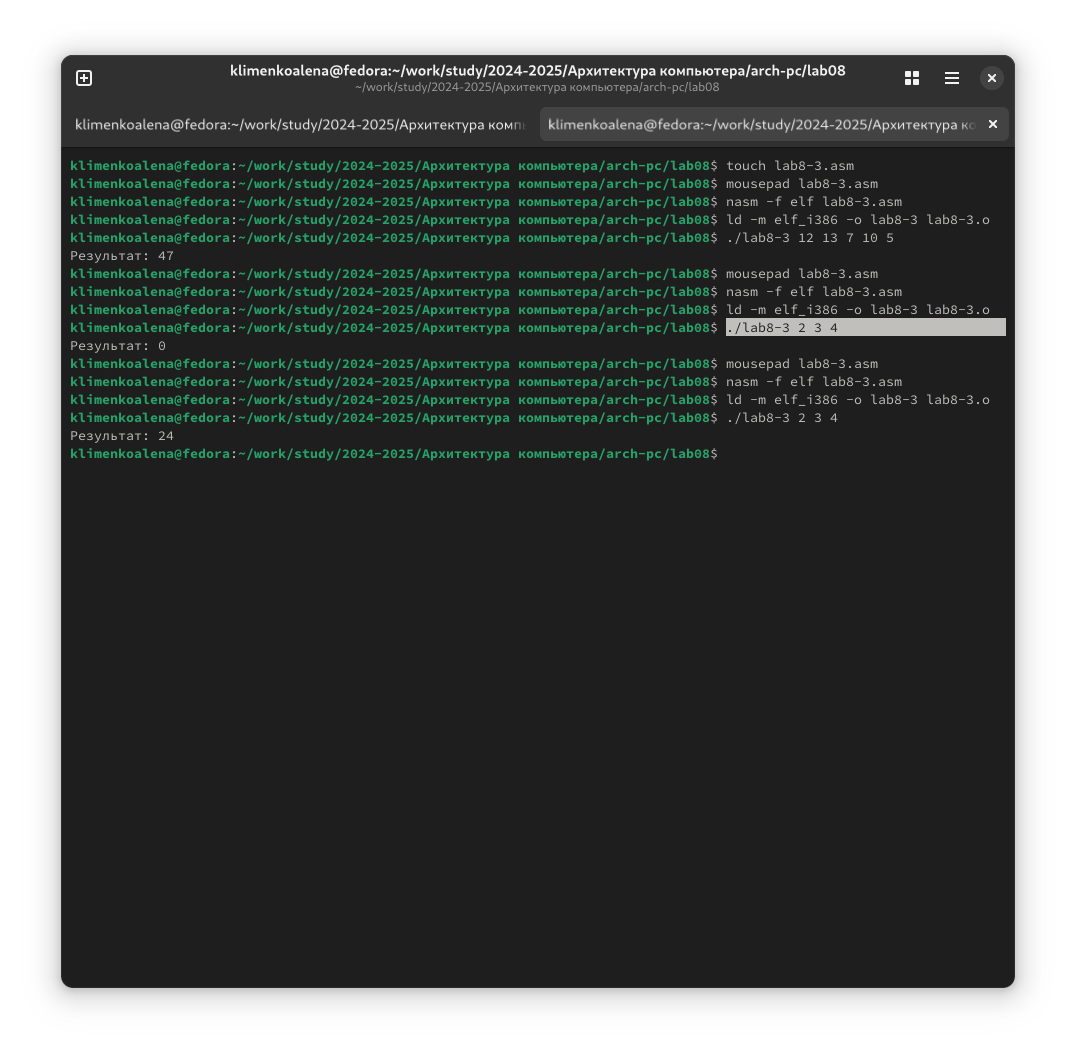 klimenkoalena@fedora:~/work/study/2024-2025/Архитектура компьютера/arch-pc/lab08
~/work/study/2024-2025/Архитектура компьютера/arch-pc/lab08
klimenkoalena@fedora:~/work/study/2024-2025/Архитектура комп
klimenkoalena@fedora:~/work/study/2024-2025/Архитектура ко
klimenkoalena@fedora:~/work/study/2024-2025/Архитектура компьютера/arch-pc/lab08$ touch lab8-3.asm
klimenkoalena@fedora:~/work/study/2024-2025/Архитектура компьютера/arch-pc/lab08$ mousepad lab8-3.asm
klimenkoalena@fedora:~/work/study/2024-2025/Архитектура компьютера/arch-pc/lab08$ nasm -f elf lab8-3.asm
klimenkoalena@fedora:~/work/study/2024-2025/Архитектура компьютера/arch-pc/lab08$ ld -m elf_i386 -o lab8-3 lab8-3.o
klimenkoalena@fedora:~/work/study/2024-2025/Архитектура компьютера/arch-pc/lab08$ ./lab8-3 12 13 7 10 5
Результат: 47
klimenkoalena@fedora:~/work/study/2024-2025/Архитектура компьютера/arch-pc/lab08$ mousepad lab8-3.asm
klimenkoalena@fedora:~/work/study/2024-2025/Архитектура компьютера/arch-pc/lab08$ nasm -f elf lab8-3.asm
klimenkoalena@fedora:~/work/study/2024-2025/Архитектура компьютера/arch-pc/lab08$ ld -m elf_i386 -o lab8-3 lab8-3.o
klimenkoalena@fedora:~/work/study/2024-2025/Архитектура компьютера/arch-pc/lab08$ ./lab8-3 2 3 4
Результат: 0
klimenkoalena@fedora:~/work/study/2024-2025/Архитектура компьютера/arch-pc/lab08$ mousepad lab8-3.asm
klimenkoalena@fedora:~/work/study/2024-2025/Архитектура компьютера/arch-pc/lab08$ nasm -f elf lab8-3.asm
klimenkoalena@fedora:~/work/study/2024-2025/Архитектура компьютера/arch-pc/lab08$ ld -m elf_i386 -o lab8-3 lab8-3.o
klimenkoalena@fedora:~/work/study/2024-2025/Архитектура компьютера/arch-pc/lab08$ ./lab8-3 2 3 4
Результат: 24
klimenkoalena@fedora:~/work/study/2024-2025/Архитектура компьютера/arch-pc/lab08$